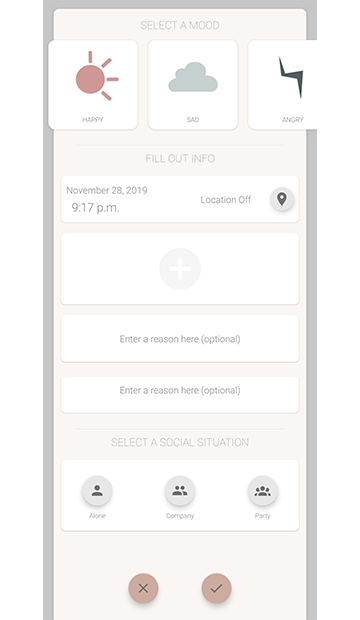 SELECT A MOOD
HAPPY
SAD
ANGRY
FILL OUT INFO
November 28, 2019
9:17 p.m.
Location Off
Enter a reason here (optional)
Enter a reason here (optional)
SELECT A SOCIAL SITUATION
Alone
Company
Party